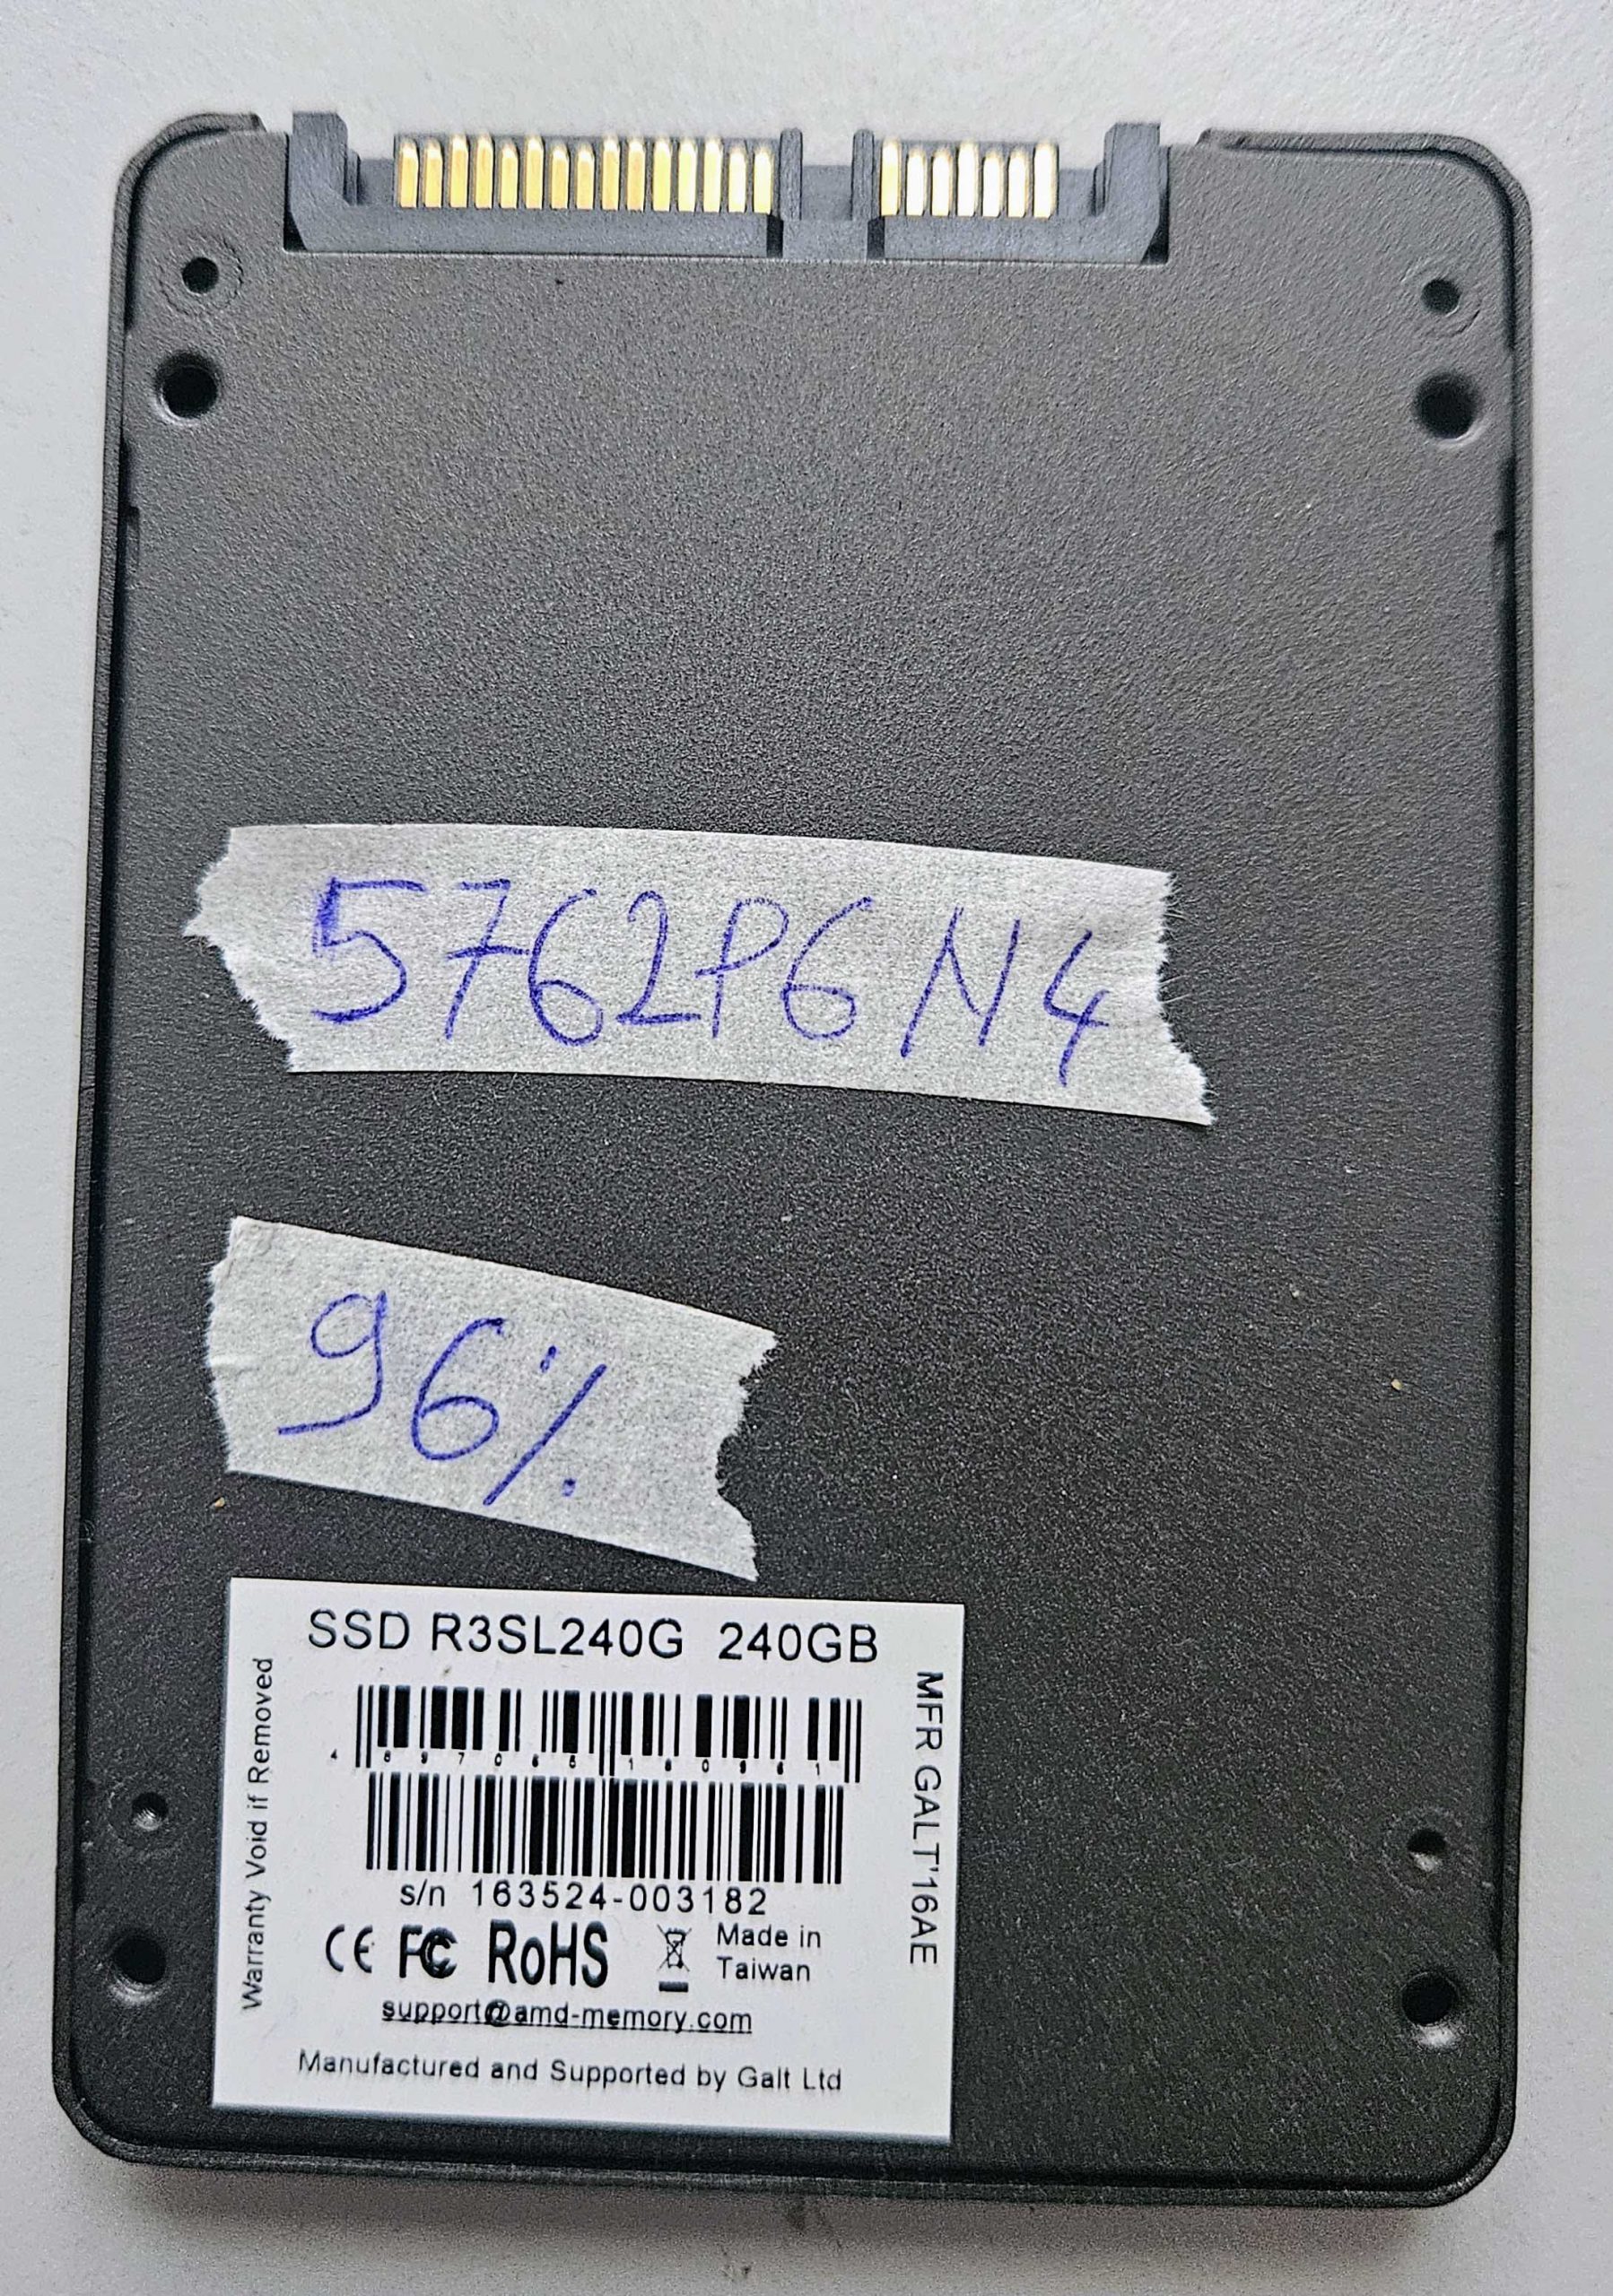 5762P6N4
96%
SSD R3SL240G 240GB
Warranty Void if Removed
MFR GALT'16AE
s/n 163524-003182
CE FC RoHS
Made in
Taiwan
support@amd-memory.com
Manufactured and Supported by Galt Ltd